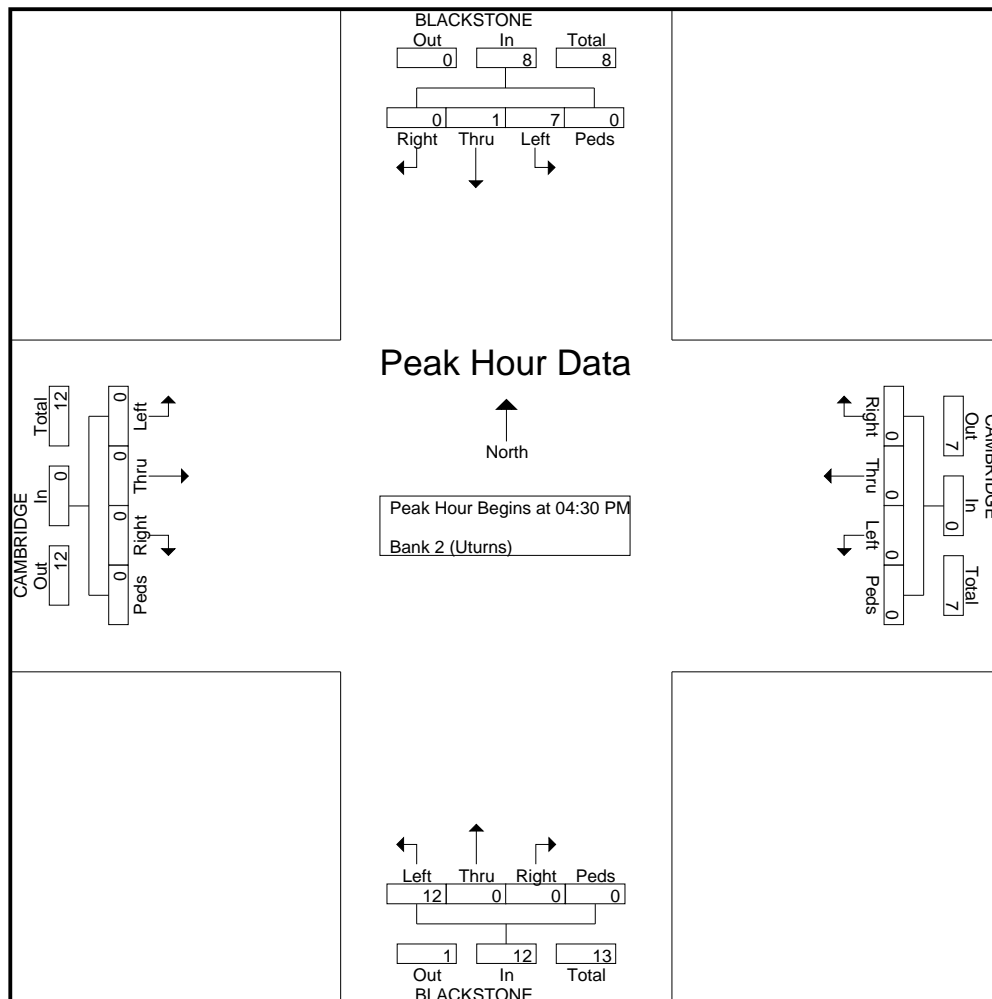 BLACKSTONE
Out In Total
0 8 8
0 1 7 0
Right Thru Left Peds
Peak Hour Data
North
Peak Hour Begins at 04:30 PM
Bank 2 (Uturns)
CAMBRIDGE
Out In Total
12 0 12
0 0 0 0
Left Thru Right Peds
CAMBRIDGE
Out In Total
7 0 7
0 0 0 0
Right Thru Left Peds
Left Thru Right Peds
12 0 0 0
1 12 13
Out In Total
BLACKSTONE